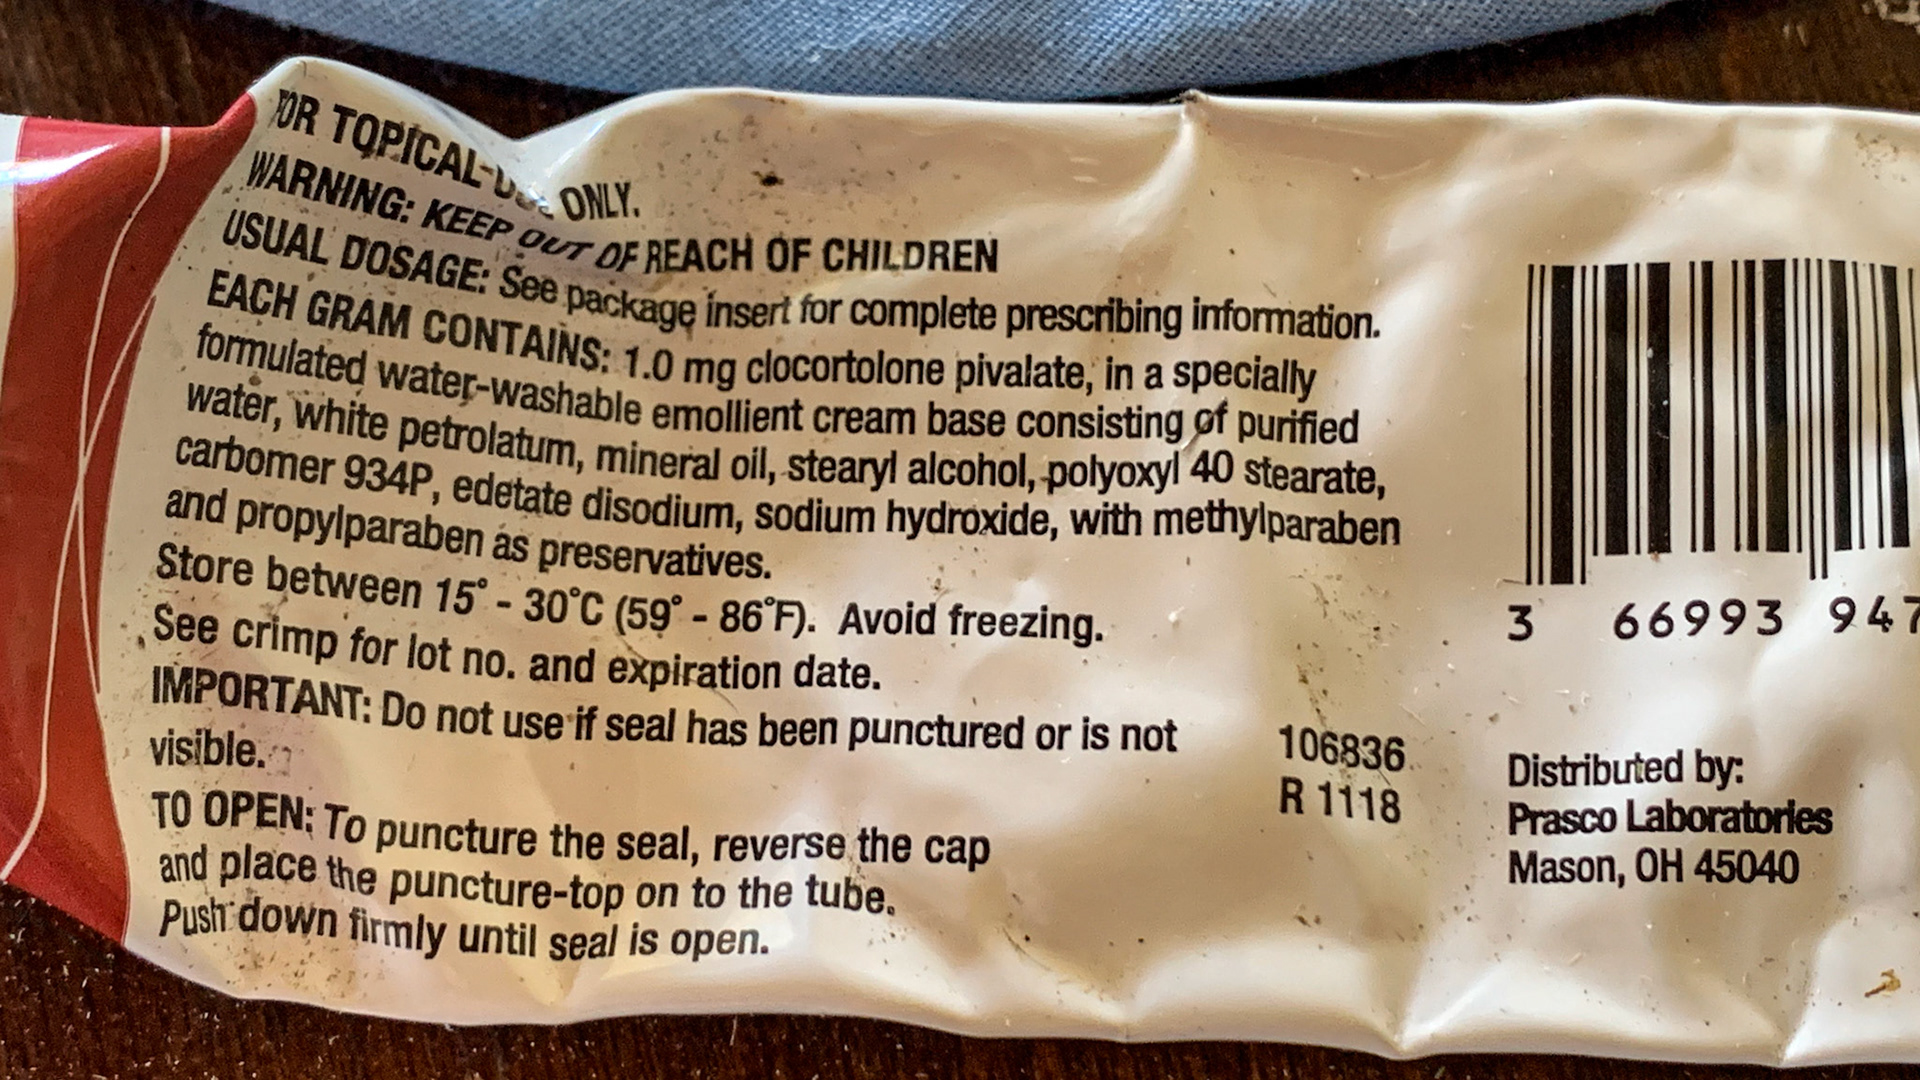 FOR TOPICAL USE ONLY.
WARNING: KEEP OUT OF REACH OF CHILDREN
USUAL DOSAGE: See package insert for complete prescribing information.
EACH GRAM CONTAINS: 1.0 mg clocortolone pivalate, in a specially
formulated water-washable emollient cream base consisting of purified
water, white petrolatum, mineral oil, stearyl alcohol, polyoxyl 40 stearate,
carbomer 934P, edetate disodium, sodium hydroxide, with methylparaben
and propylparaben as preservatives.
Store between 15° - 30°C (59° - 86°F). Avoid freezing.
See crimp for lot no. and expiration date.
IMPORTANT: Do not use if seal has been punctured or is not
visible.
TO OPEN: To puncture the seal, reverse the cap
and place the puncture-top on to the tube.
Push down firmly until seal is open.
106836
R 1118
3 66993 947
Distributed by:
Prasco Laboratories
Mason, OH 45040